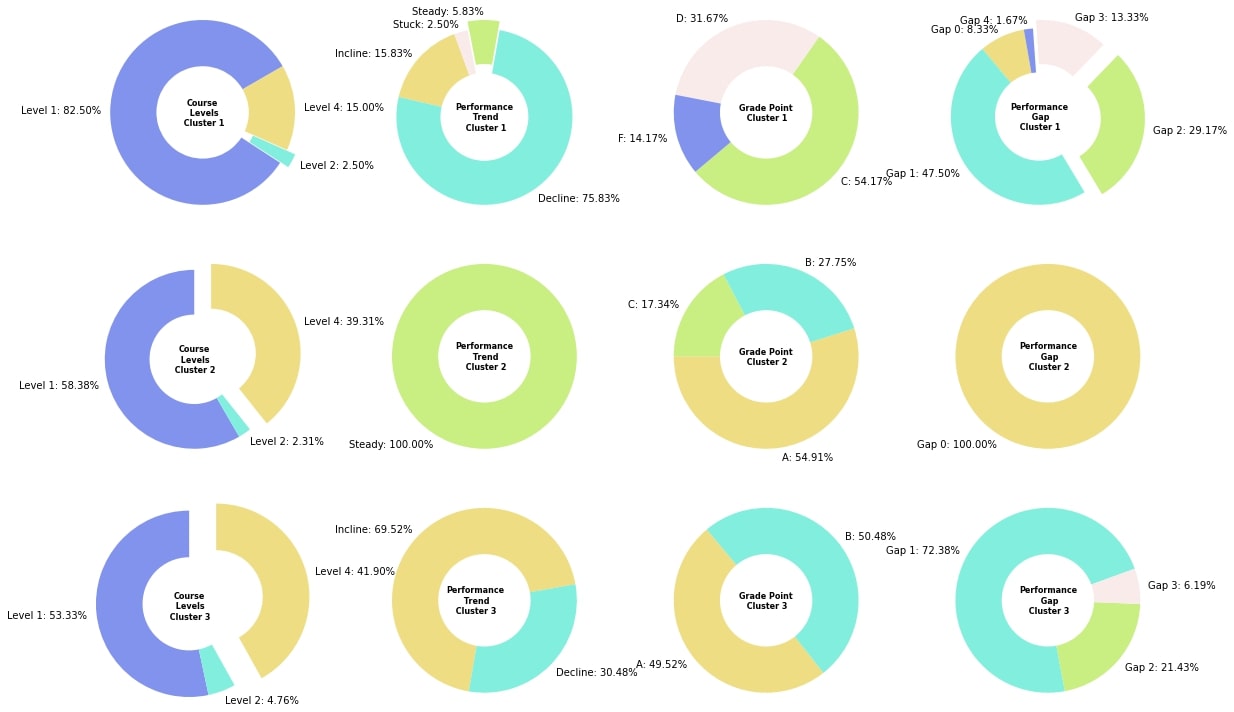 Level 1: 82.50%
Course
Levels
Cluster 1
Level 4: 15.00%
Level 2: 2.50%
Steady: 5.83%
Stuck: 2.50%
Incline: 15.83%
Performance
Trend
Cluster 1
Decline: 75.83%
D: 31.67%
Grade Point
Cluster 1
F: 14.17%
C: 54.17%
Gap 4: 1.67%
Gap 3: 13.33%
Gap 0: 8.33%
Performance
Gap
Cluster 1
Gap 2: 29.17%
Gap 1: 47.50%
Level 4: 39.31%
Course
Levels
Cluster 2
Level 1: 58.38%
Level 2: 2.31%
Performance
Trend
Cluster 2
Steady: 100.00%
B: 27.75%
C: 17.34%
Grade Point
Cluster 2
A: 54.91%
Performance
Gap
Cluster 2
Gap 0: 100.00%
Level 4: 41.90%
Course
Levels
Cluster 3
Level 1: 53.33%
Level 2: 4.76%
Incline: 69.52%
Performance
Trend
Cluster 3
Decline: 30.48%
B: 50.48%
Grade Point
Cluster 3
A: 49.52%
Gap 1: 72.38%
Gap 3: 6.19%
Performance
Gap
Cluster 3
Gap 2: 21.43%